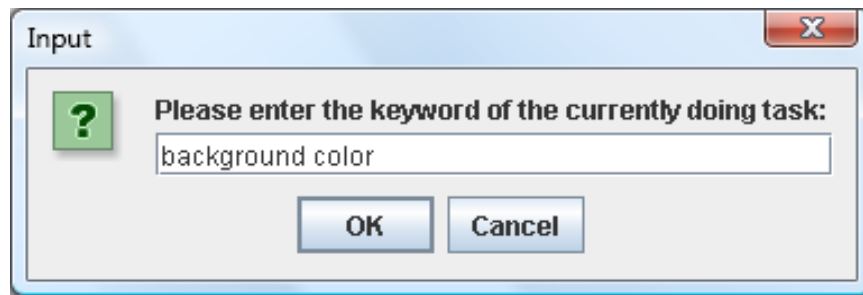 Input
Please enter the keyword of the currently doing task:
background color
OK Cancel